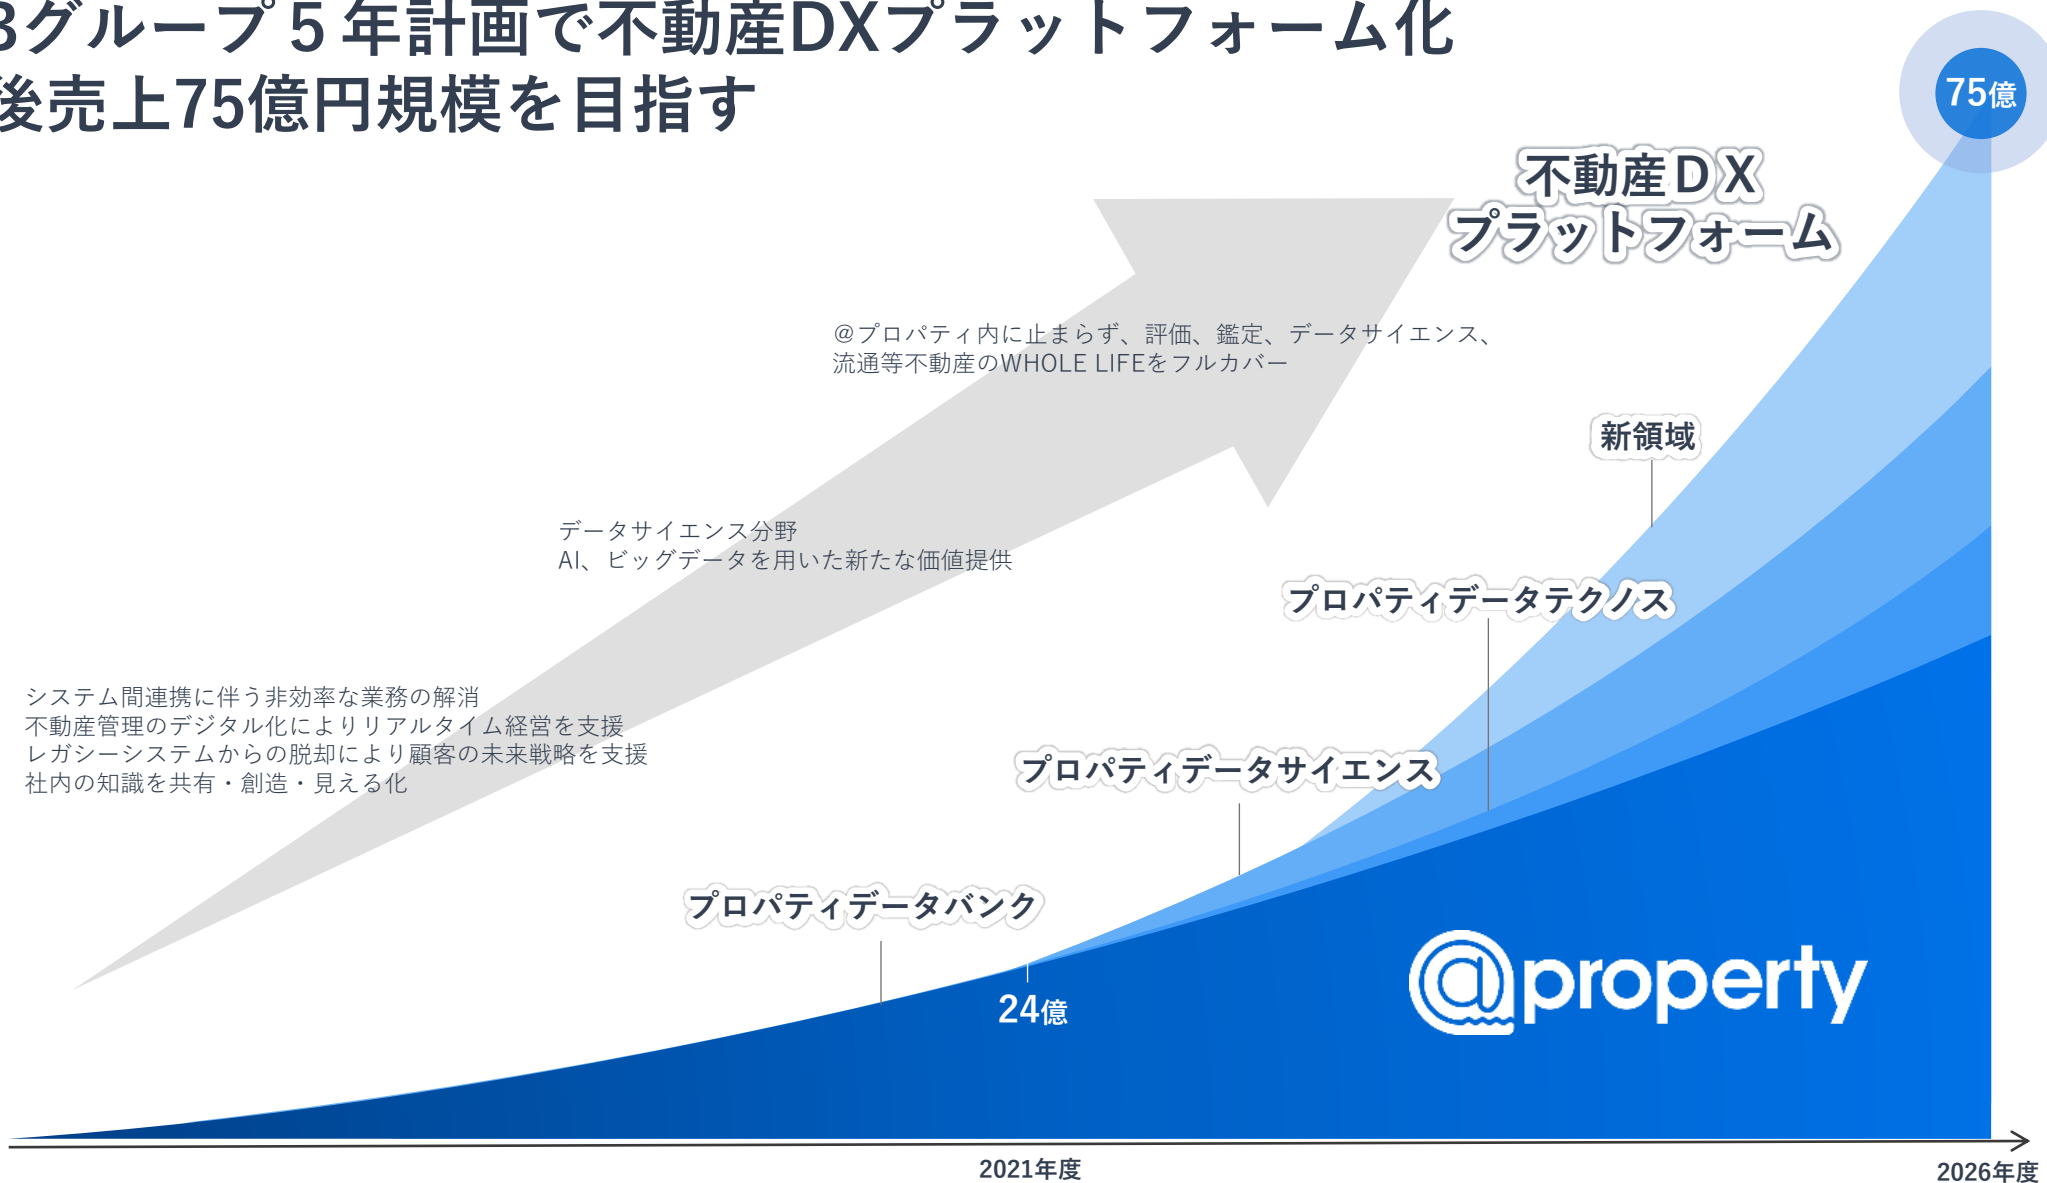 グループ５年計画で不動産DXプラットフォーム化
後売上75億円規模を目指す
75億
不動産ＤＸ
プラットフォーム
＠プロパティ内に止まらず、評価、鑑定、データサイエンス、
流通等不動産のWHOLE LIFEをフルカバー
新領域
データサイエンス分野
AI、ビッグデータを用いた新たな価値提供
プロパティデータテクノス
システム間連携に伴う非効率な業務の解消
不動産管理のデジタル化によりリアルタイム経営を支援
レガシーシステムからの脱却により顧客の未来戦略を支援
社内の知識を共有・創造・見える化
プロパティデータサイエンス
プロパティデータバンク
@property
24億
2021年度
2026年度